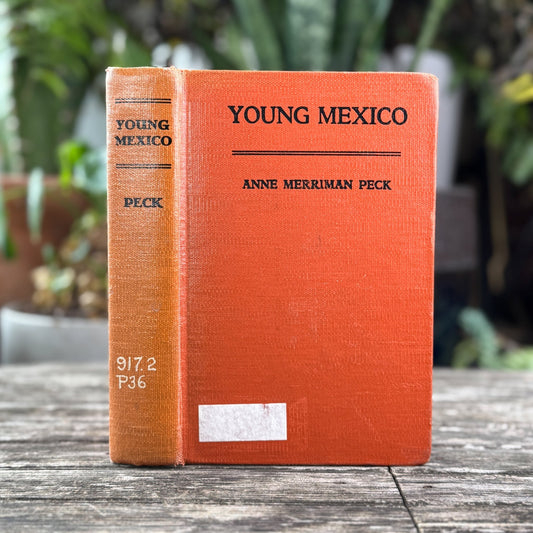 YOUNG
MEXICO
PECK
917.2
P36
YOUNG MEXICO
ANNE MERRIMAN PECK